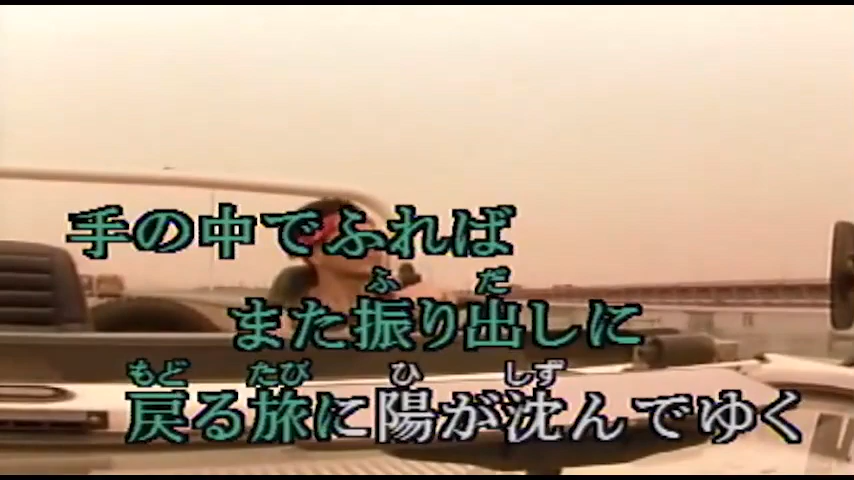 手の中でふれば
ふ だ
また振り出しに
もど たび ひ しず
戻る旅に陽が沈んでゆく